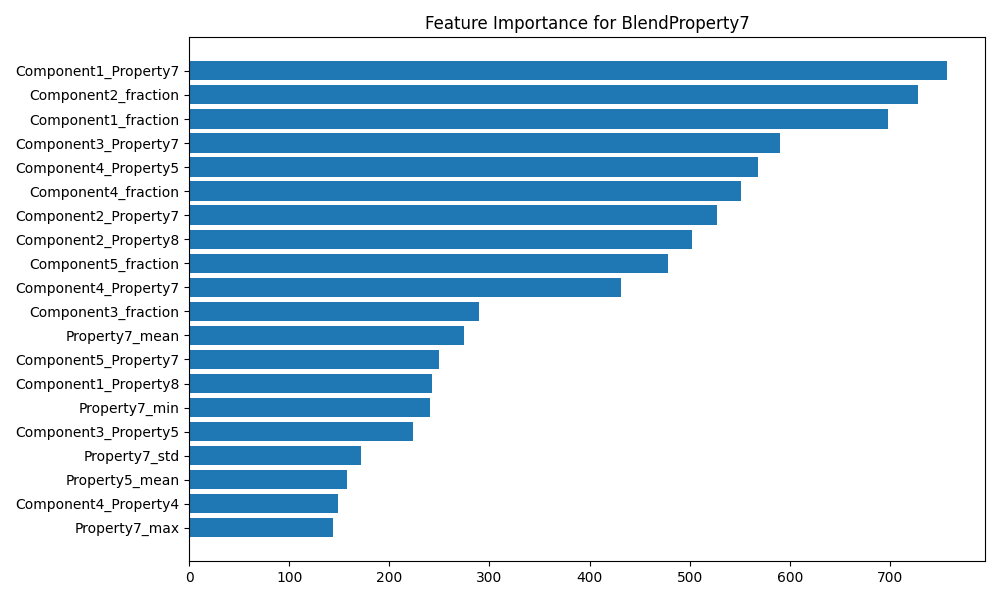 Feature Importance for BlendProperty7
Component1_Property7
Component2_fraction
Component1_fraction
Component3_Property7
Component4_Property5
Component4_fraction
Component2_Property7
Component2_Property8
Component5_fraction
Component4_Property7
Component3_fraction
Property7_mean
Component5_Property7
Component1_Property8
Property7_min
Component3_Property5
Property7_std
Property5_mean
Component4_Property4
Property7_max
0 100 200 300 400 500 600 700